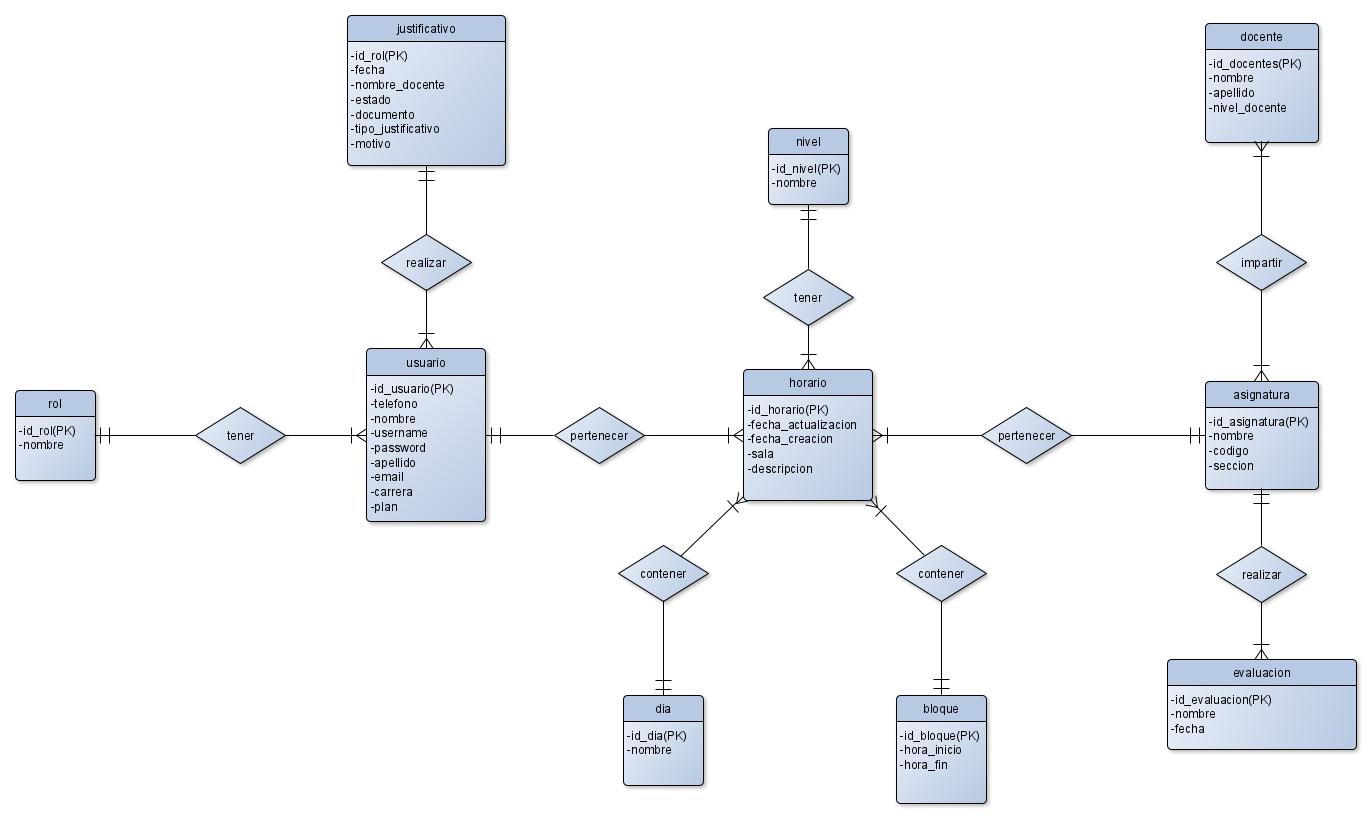 justificativo
-id_rol(PK)
-fecha
-nombre_docente
-estado
-documento
-tipo_justificativo
-motivo
docente
-id_docentes(PK)
-nombre
-apellido
-nivel_docente
nivel
-id_nivel(PK)
-nombre
realizar
tener
impartir
rol
-id_rol(PK)
-nombre
tener
usuario
-id_usuario(PK)
-telefono
-nombre
-username
-password
-apellido
-email
-carrera
-plan
pertenecer
horario
-id_horario(PK)
-fecha_actualizacion
-fecha_creacion
-sala
-descripcion
pertenecer
asignatura
-id_asignatura(PK)
-nombre
-codigo
-seccion
contener
contener
realizar
dia
-id_dia(PK)
-nombre
bloque
-id_bloque(PK)
-hora_inicio
-hora_fin
evaluacion
-id_evaluacion(PK)
-nombre
-fecha